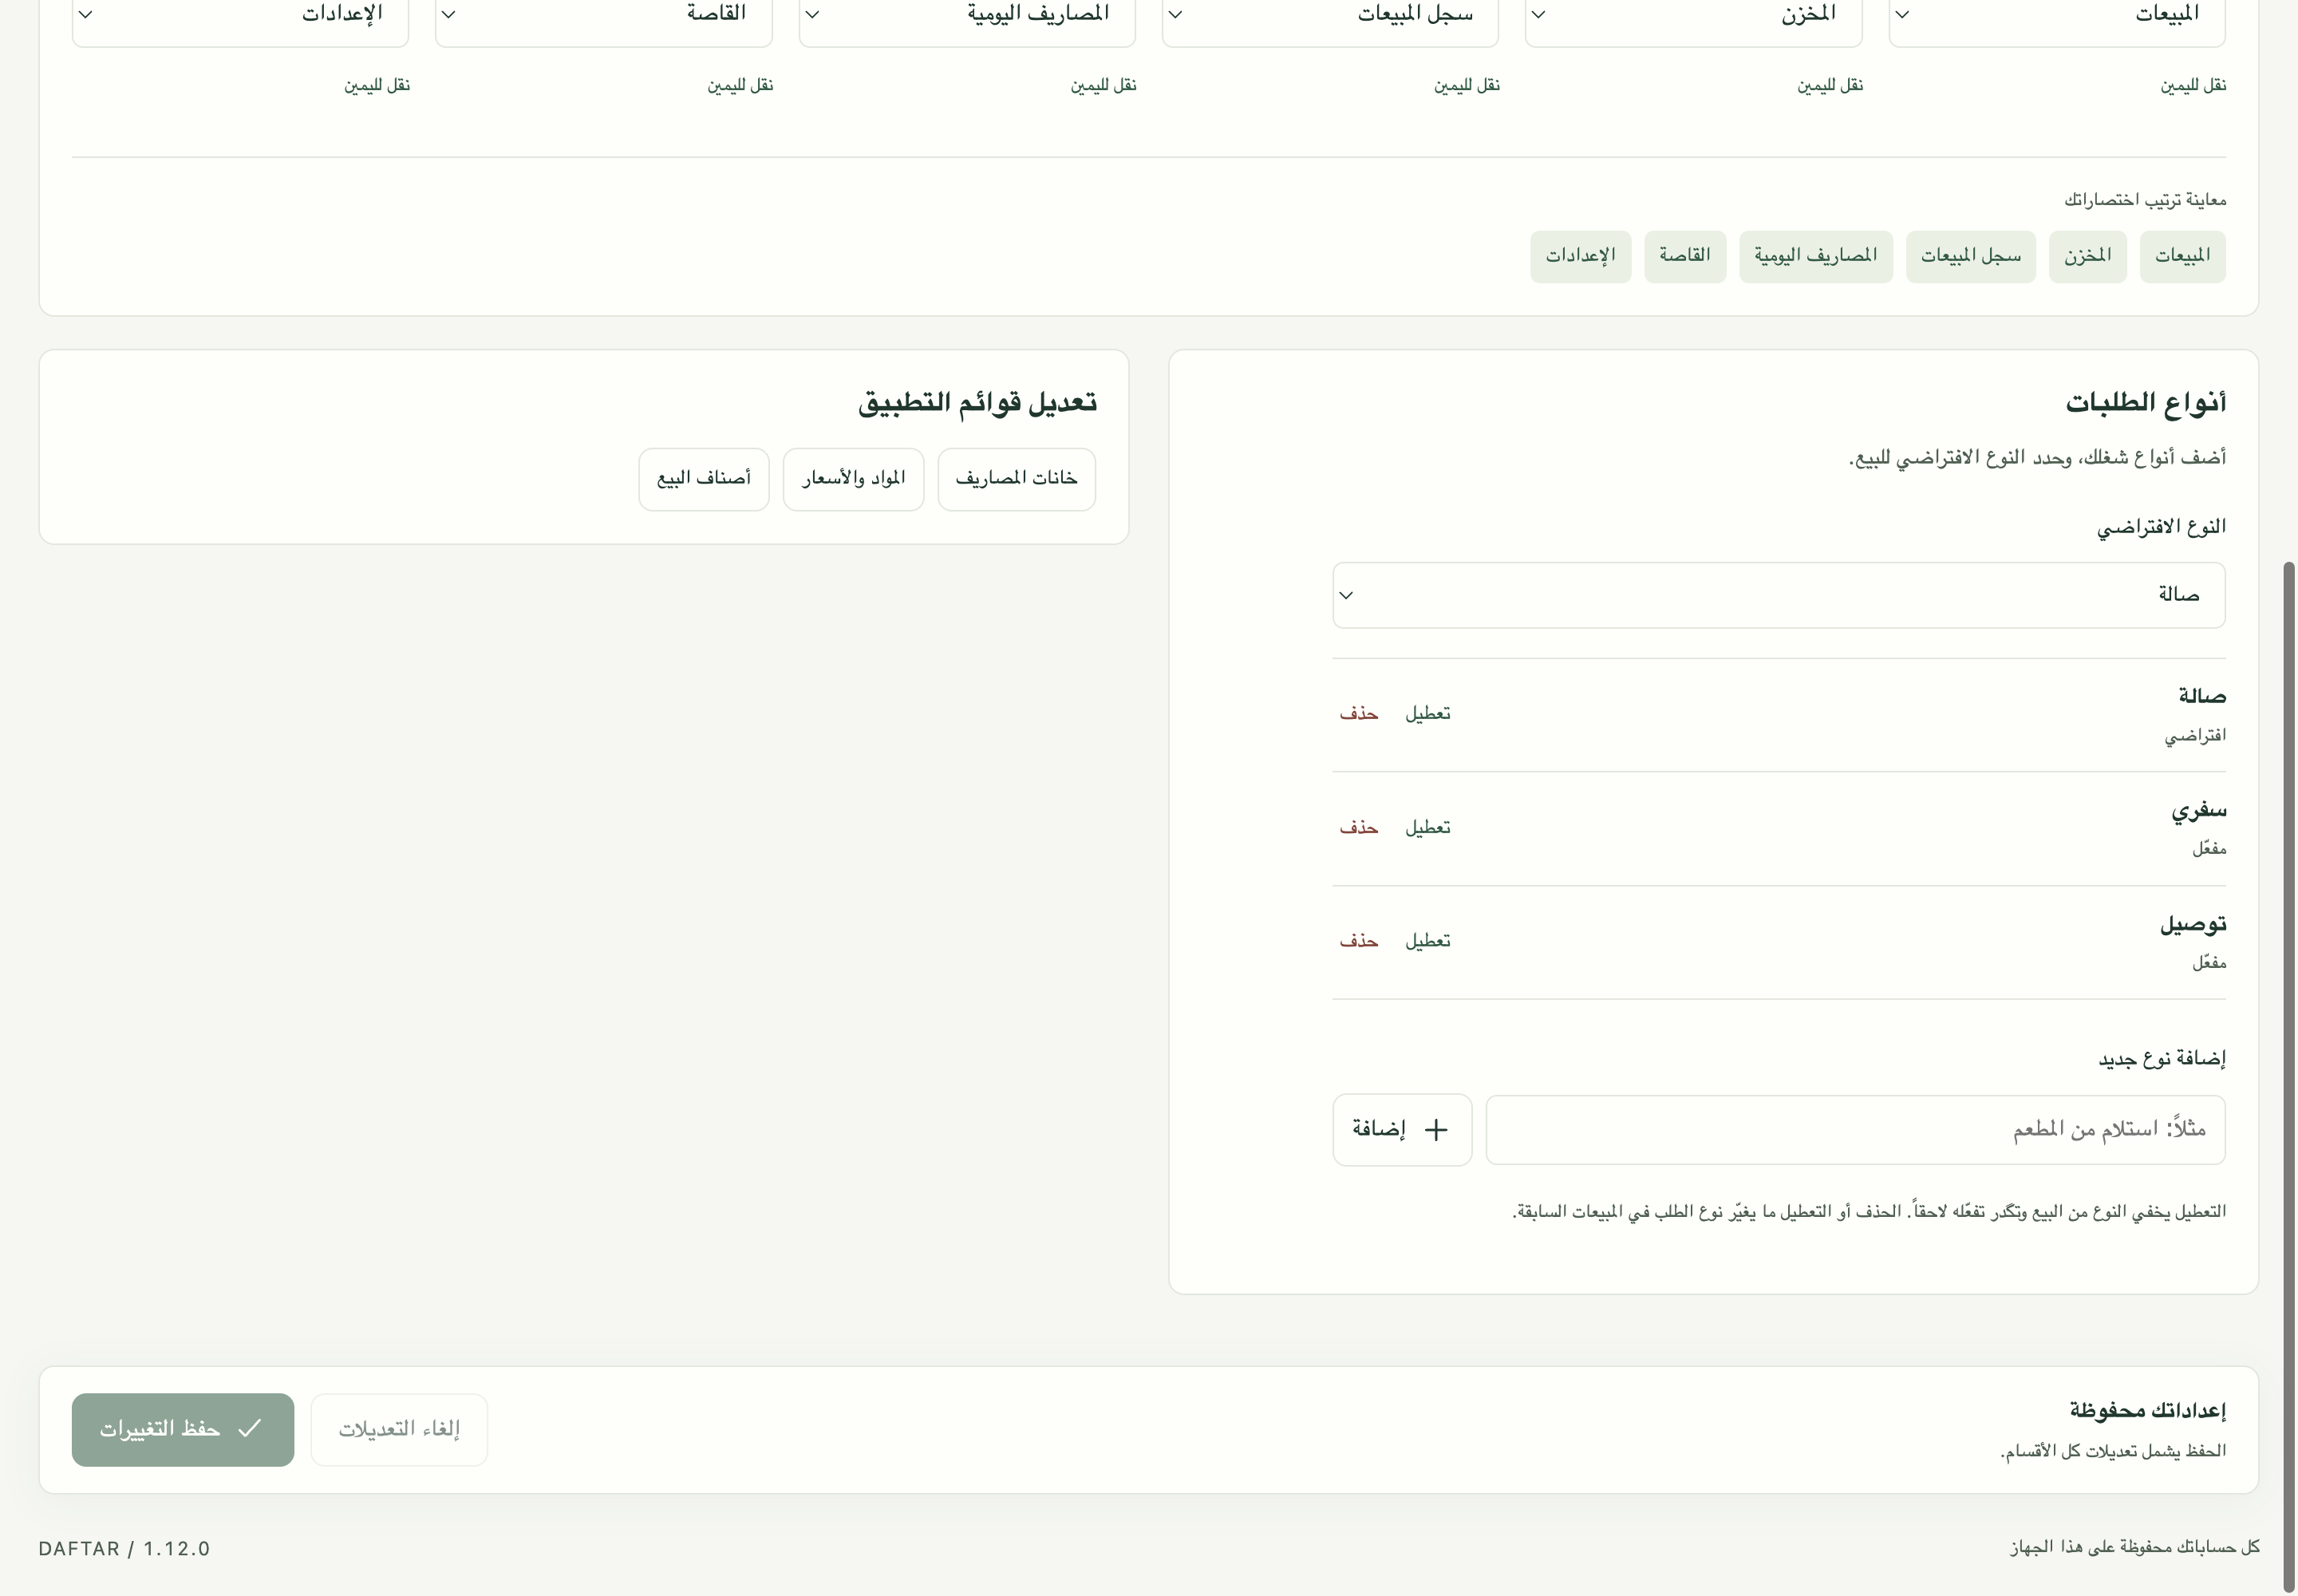 المبيعات المخزن سجل المبيعات المصاريف اليومية القاصة الإعدادات
نقل لليمين نقل لليمين نقل لليمين نقل لليمين نقل لليمين نقل لليمين
معاينة ترتيب اختصاراتك
المبيعات المخزن سجل المبيعات المصاريف اليومية القاصة الإعدادات
أنواع الطلبات
أضف أنواع شغلك، وحدد النوع الافتراضي للبيع.
النوع الافتراضي
صالة
صالة
افتراضي
تعطيل حذف
سفري
مفعّل
تعطيل حذف
توصيل
مفعّل
تعطيل حذف
إضافة نوع جديد
مثلاً: استلام من المطعم
إضافة
التعطيل يخفي النوع من البيع وتگدر تفعّله لاحقاً. الحذف أو التعطيل ما يغيّر نوع الطلب في المبيعات السابقة.
تعديل قوائم التطبيق
خانات المصاريف المواد والأسعار أصناف البيع
إعداداتك محفوظة
الحفظ يشمل تعديلات كل الأقسام.
إلغاء التعديلات
حفظ التغييرات
كل حساباتك محفوظة على هذا الجهاز
DAFTAR / 1.12.0